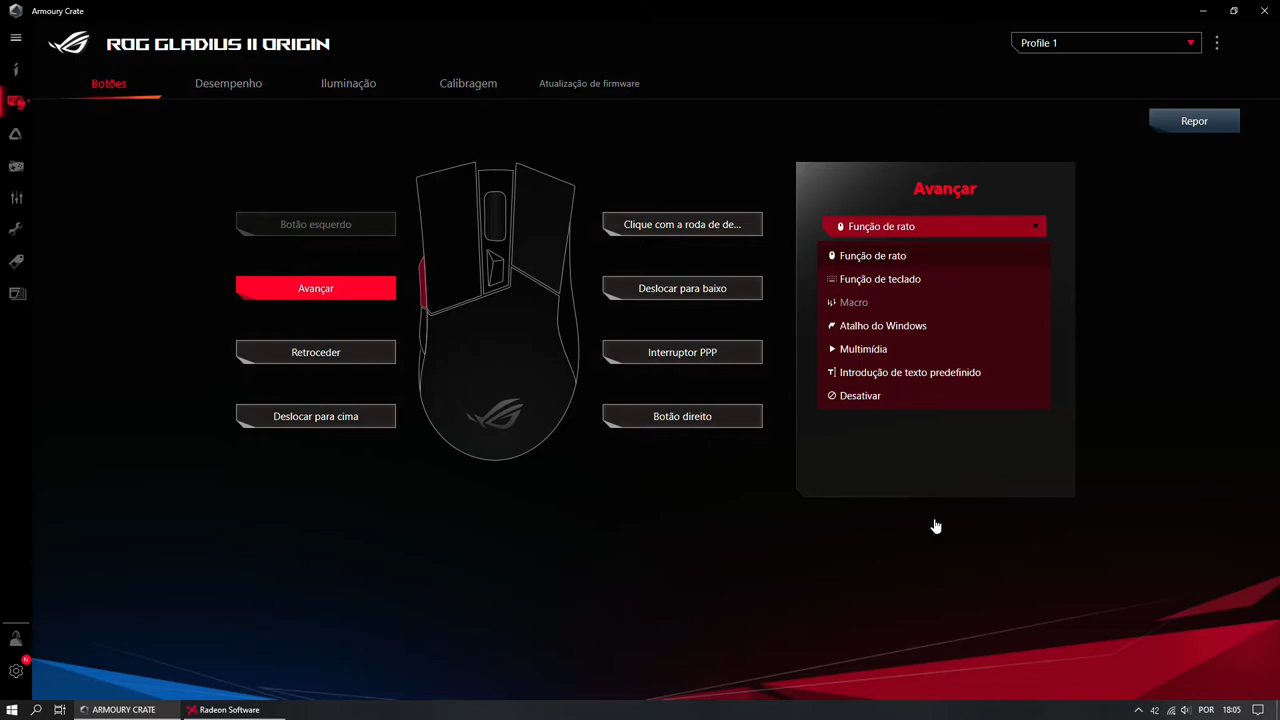 Armoury Crate
ROG GLADIUS II ORIGIN
Profile 1
Botões
Desempenho
Iluminação
Calibragem
Atualização de firmware
Repor
Avançar
Botão esquerdo
Clique com a roda de de...
Função de rato
Função de rato
Função de teclado
Macro
Atalho do Windows
Multimídia
Introdução de texto predefinido
Desativar
Avançar
Deslocar para baixo
Retroceder
Interruptor PPP
Deslocar para cima
Botão direito
N
ARMOURY CRATE
Radeon Software
42
POR
18:05